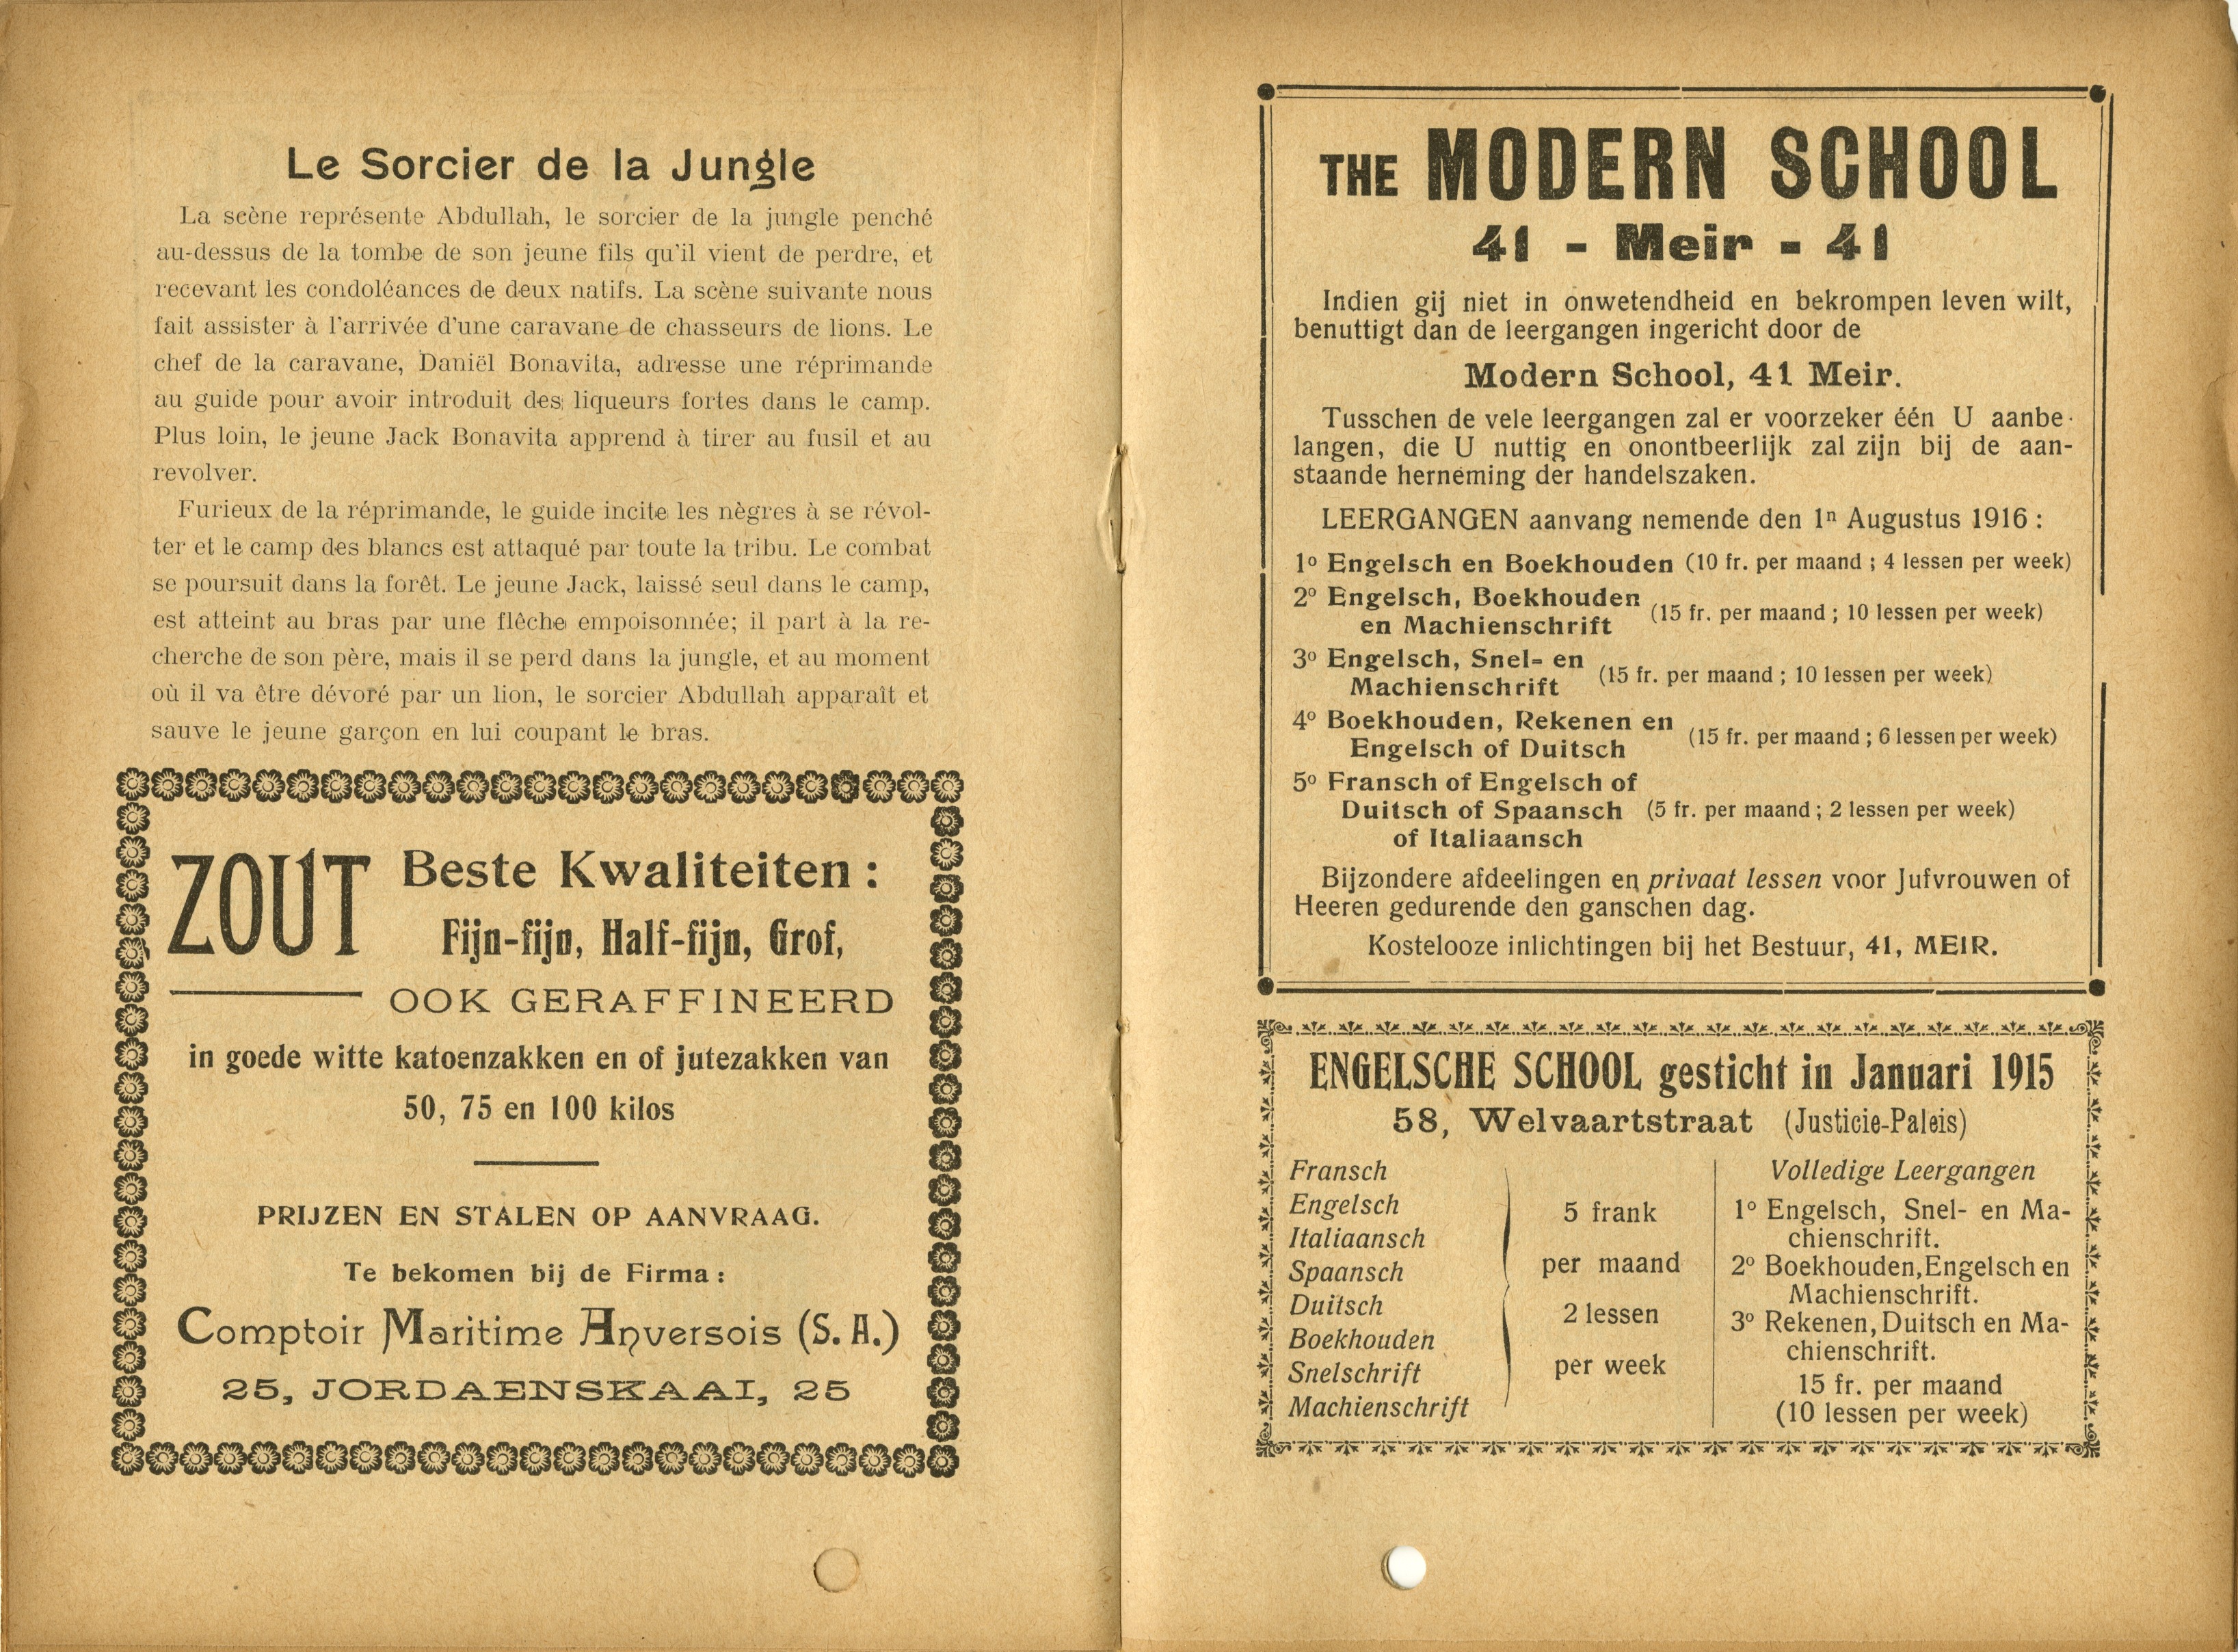 Le Sorcier de la Jungle
La scène représente Abdullah, le sorcier de la jungle penché
au-dessus de la tombe de son jeune fils qu'il vient de perdre, et
recevant les condoléances de deux natifs. La scène suivante nous
fait assister à l'arrivée d'une caravane de chasseurs de lions. Le
chef de la caravane, Daniël Bonavita, adresse une réprimande
au guide pour avoir introduit des liqueurs fortes dans le camp.
Plus loin, le jeune Jack Bonavita apprend à tirer au fusil et au
revolver.
Furieux de la réprimande, le guide incite les nègres à se révol-
ter et le camp des blancs est attaqué par toute la tribu. Le combat
se poursuit dans la forêt. Le jeune Jack, laissé seul dans le camp,
est atteint au bras par une flêche empoisonnée; il part à la re-
cherche de son père, mais il se perd dans la jungle, et au moment
où il va être dévoré par un lion, le sorcier Abdullah apparaît et
sauve le jeune garçon en lui coupant le bras.
ZOUT Beste Kwaliteiten :
Fijn-fijn, Half-fijn, Grof,
OOK GERAFFINEERD
in goede witte katoenzakken en of jutezakken van
50, 75 en 100 kilos
PRIJZEN EN STALEN OP AANVRAAG.
Te bekomen bij de Firma :
Comptoir Maritime Anversois (S. A.)
25, JORDAENSKAAI, 25
THE MODERN SCHOOL
41 - Meir - 41
Indien gij niet in onwetendheid en bekrompen leven wilt,
benuttigt dan de leergangen ingericht door de
Modern School, 41 Meir.
Tusschen de vele leergangen zal er voorzeker één U aanbe-
langen, die U nuttig en onontbeerlijk zal zijn bij de aan-
staande herneming der handelszaken.
LEERGANGEN aanvang nemende den 1n Augustus 1916 :
1o Engelsch en Boekhouden (10 fr. per maand ; 4 lessen per week)
2o Engelsch, Boekhouden
en Machienschrift (15 fr. per maand ; 10 lessen per week)
3o Engelsch, Snel- en
Machienschrift (15 fr. per maand ; 10 lessen per week)
4o Boekhouden, Rekenen en
Engelsch of Duitsch (15 fr. per maand ; 6 lessen per week)
5o Fransch of Engelsch of
Duitsch of Spaansch (5 fr. per maand ; 2 lessen per week)
of Italiaansch
Bijzondere afdeelingen en privaat lessen voor Jufvrouwen of
Heeren gedurende den ganschen dag.
Kostelooze inlichtingen bij het Bestuur, 41, MEIR.
ENGELSCHE SCHOOL gesticht in Januari 1915
58, Welvaartstraat (Justicie-Paleis)
Fransch
Engelsch
Italiaansch
Spaansch
Duitsch
Boekhouden
Snelschrift
Machienschrift
5 frank
per maand
2 lessen
per week
Volledige Leergangen
1o Engelsch, Snel- en Ma-
chienschrift.
2o Boekhouden, Engelsch en
Machienschrift.
3o Rekenen, Duitsch en Ma-
chienschrift.
15 fr. per maand
(10 lessen per week)